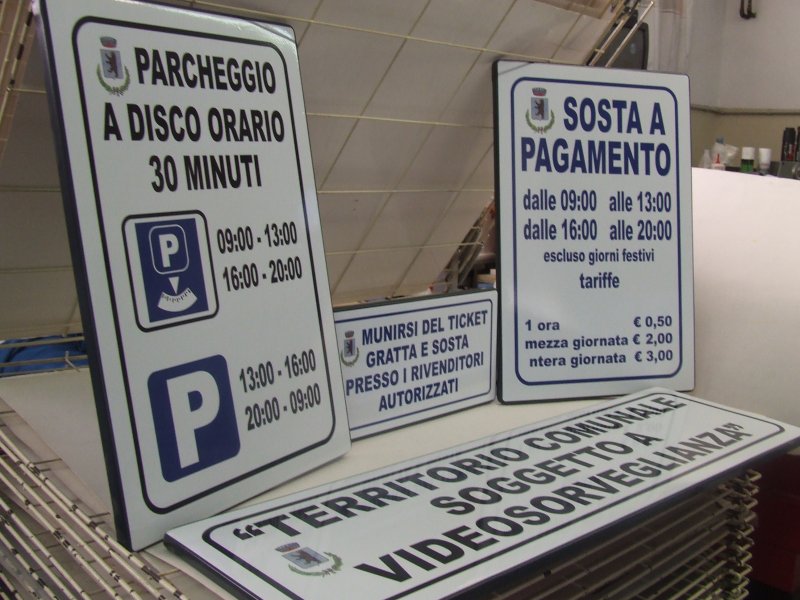 PARCHEGGIO
A DISCO ORARIO
30 MINUTI
P
09:00 - 13:00
16:00 - 20:00
P
13:00 - 16:00
20:00 - 09:00
MUNIRSI DEL TICKET
GRATTA E SOSTA
PRESSO I RIVENDITORI
AUTORIZZATI
SOSTA A
PAGAMENTO
dalle 09:00 alle 13:00
dalle 16:00 alle 20:00
escluso giorni festivi
tariffe
1 ora € 0,50
mezza giornata € 2,00
ntera giornata € 3,00
“TERRITORIO COMUNALE
SOGGETTO A
VIDEOSORVEGLIANZA”